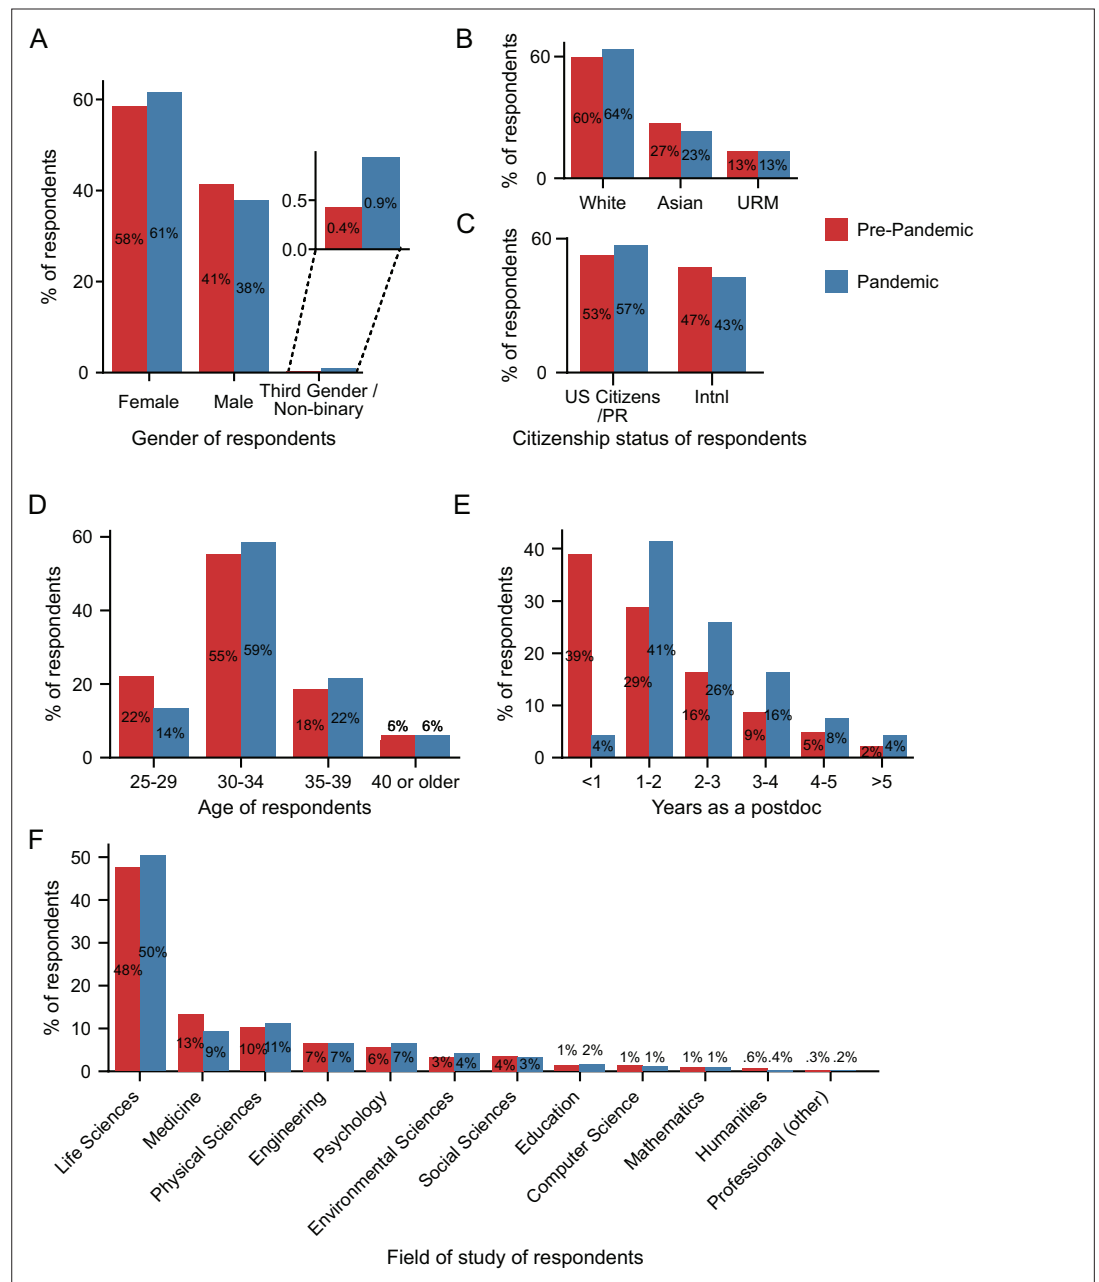 A
% of respondents
60
40
20
0
58%
61%
41%
38%
0.5
0.0
0.4%
0.9%
Female
Male
Third Gender /
Non-binary
Gender of respondents
B
% of respondents
60
0
60%
64%
27%
23%
13%
13%
White
Asian
URM
C
% of respondents
60
0
53%
57%
47%
43%
US Citizens
/PR
Intnl
Citizenship status of respondents
Pre-Pandemic
Pandemic
D
% of respondents
60
40
20
0
22%
14%
55%
59%
18%
22%
6%
6%
25-29
30-34
35-39
40 or older
Age of respondents
E
% of respondents
40
30
20
10
0
39%
4%
29%
41%
16%
26%
9%
16%
5%
8%
2%
4%
<1
1-2
2-3
3-4
4-5
>5
Years as a postdoc
F
% of respondents
50
40
30
20
10
0
48%
50%
13%
9%
10%
11%
7%
7%
6%
7%
3%
4%
4%
3%
1%
2%
1%
1%
1%
1%
.6%
.4%
.3%
.2%
Life Sciences
Medicine
Physical Sciences
Engineering
Psychology
Environmental Sciences
Social Sciences
Education
Computer Science
Mathematics
Humanities
Professional (other)
Field of study of respondents